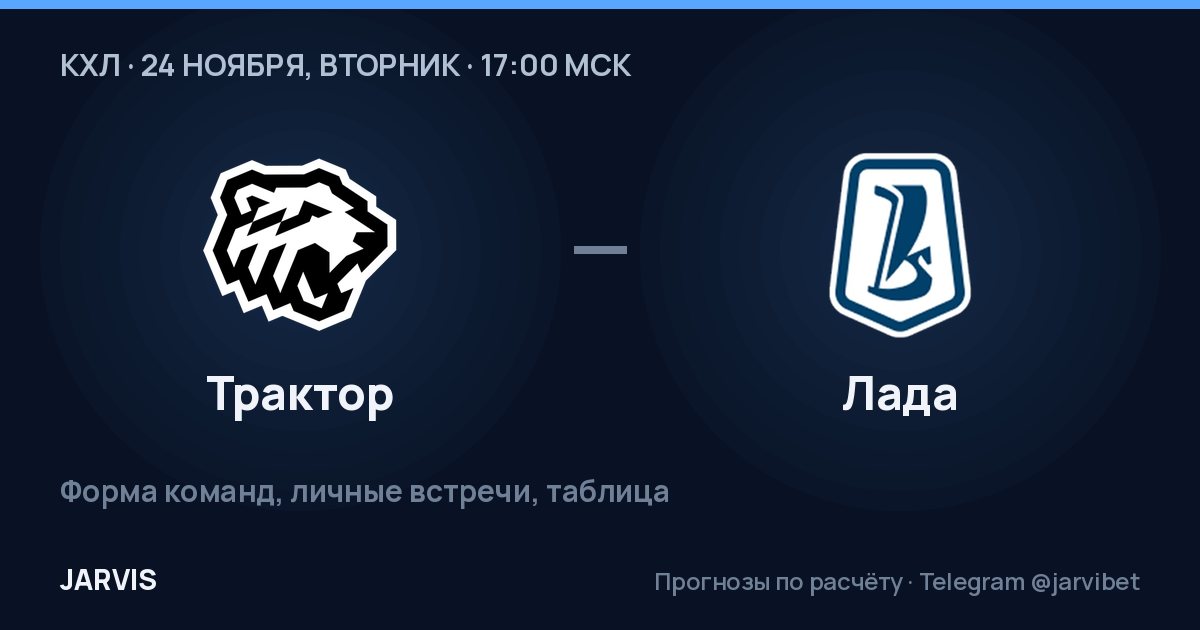 КХЛ · 24 НОЯБРЯ, ВТОРНИК · 17:00 МСК
—
Трактор
Лада
Форма команд, личные встречи, таблица
JARVIS
Прогнозы по расчёту · Telegram @jarvibet